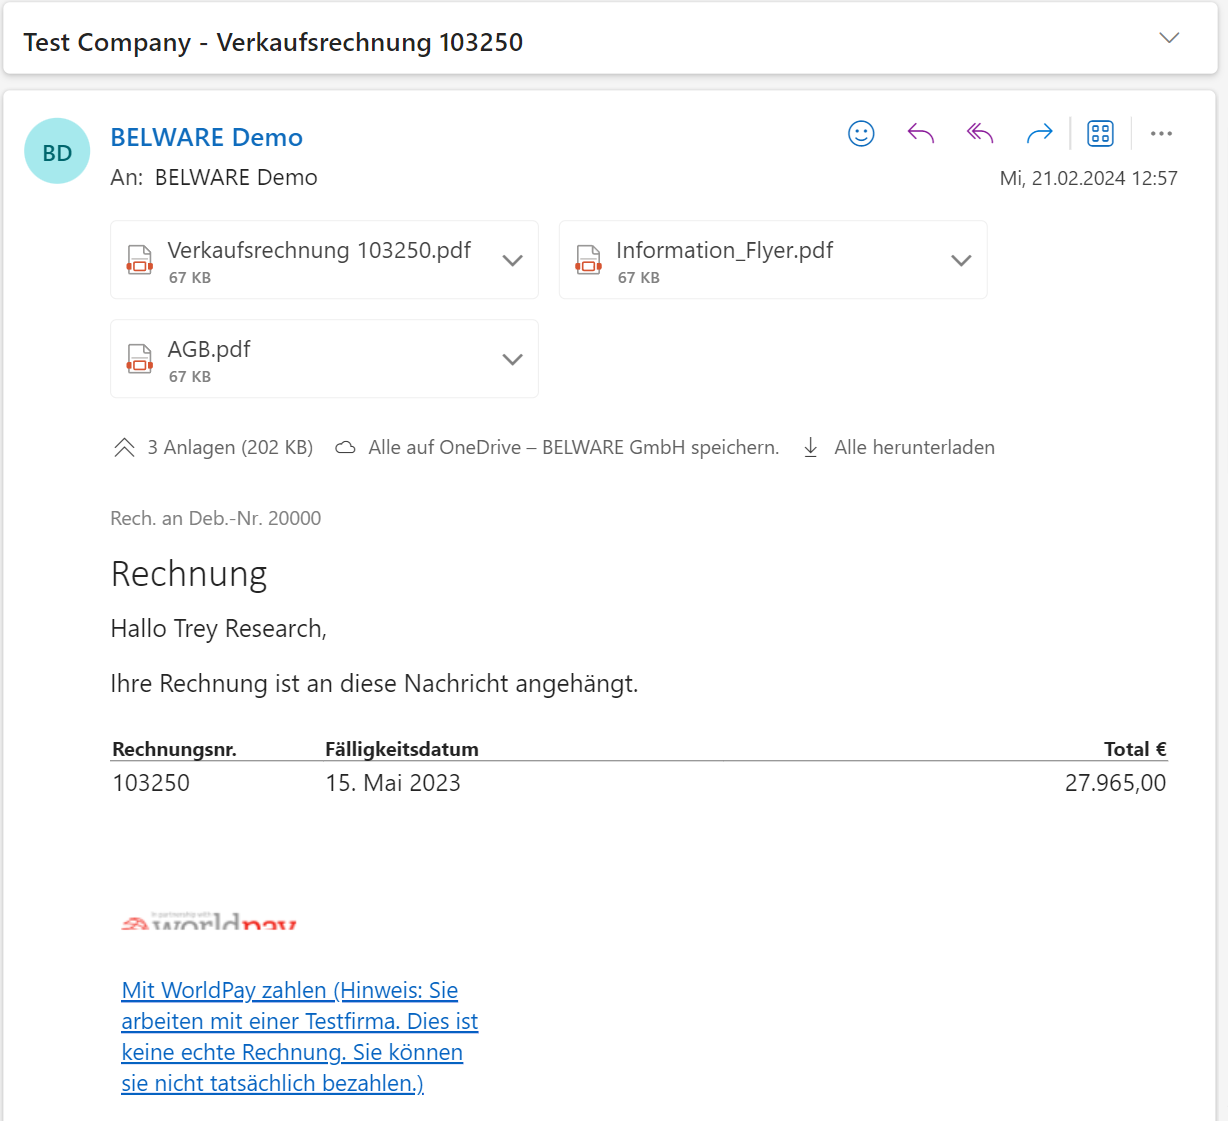 Test Company - Verkaufsrechnung 103250
BD
BELWARE Demo
An: BELWARE Demo
Mi, 21.02.2024 12:57
Verkaufsrechnung 103250.pdf
67 KB
Information_Flyer.pdf
67 KB
AGB.pdf
67 KB
3 Anlagen (202 KB) Alle auf OneDrive – BELWARE GmbH speichern. Alle herunterladen
Rech. an Deb.-Nr. 20000
Rechnung
Hallo Trey Research,
Ihre Rechnung ist an diese Nachricht angehängt.
Rechnungsnr. Fälligkeitsdatum Total €
103250 15. Mai 2023 27.965,00
in partnership with
worldpay
Mit WorldPay zahlen (Hinweis: Sie
arbeiten mit einer Testfirma. Dies ist
keine echte Rechnung. Sie können
sie nicht tatsächlich bezahlen.)